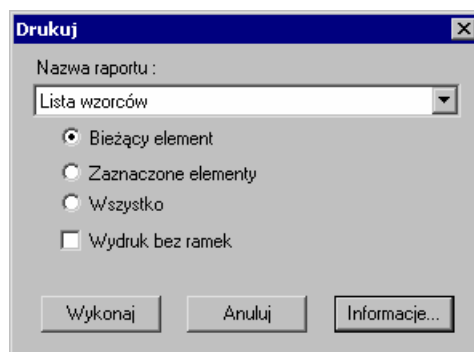 Drukuj
Nazwa raportu :
Lista wzorców
Bieżący element
Zaznaczone elementy
Wszystko
Wydruk bez ramek
Wykonaj Anuluj Informacje...